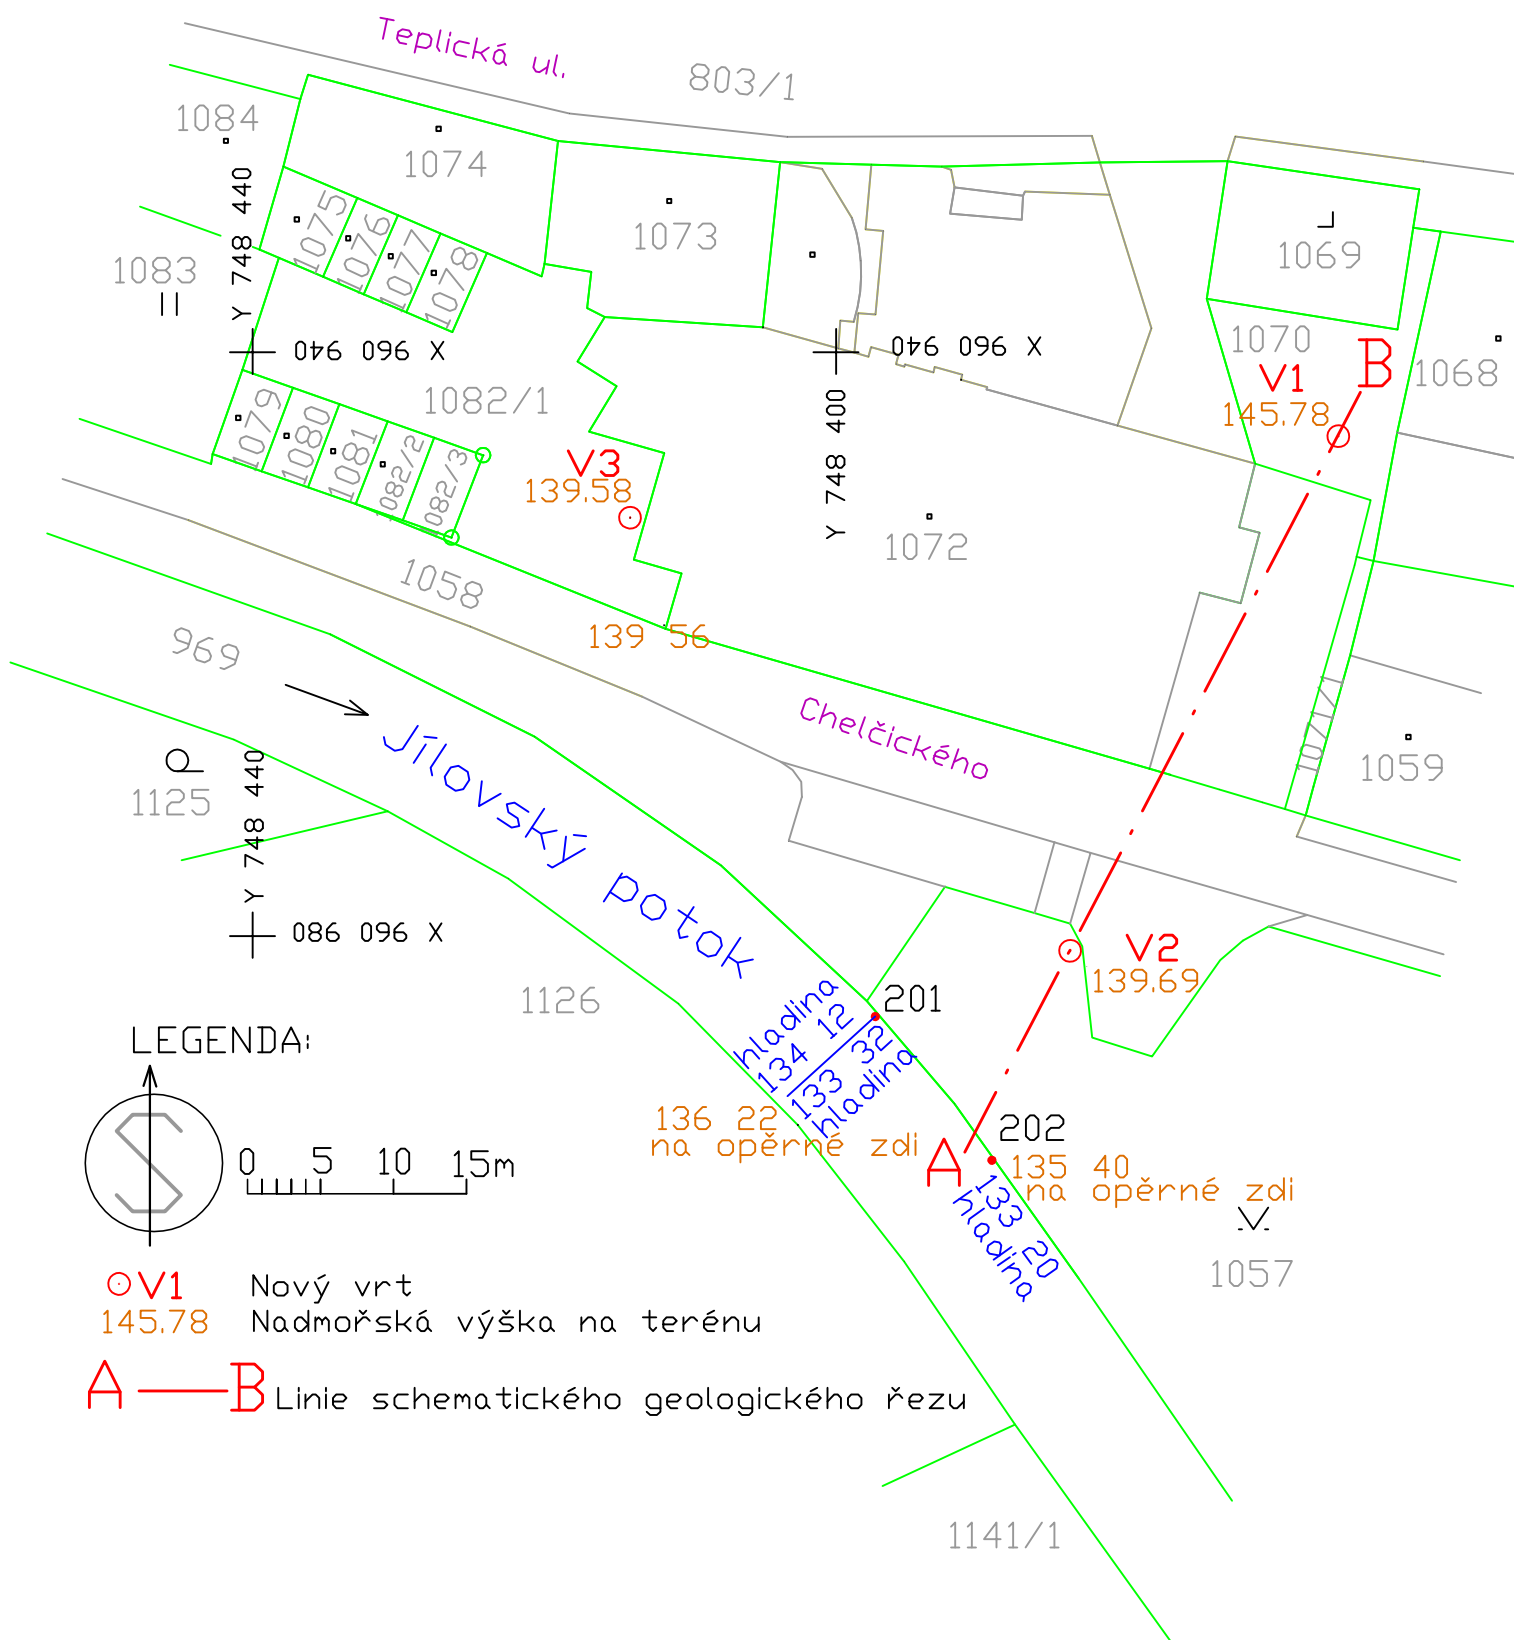 Teplická ul.
803/1
1084
1074
1073
1069
1083
1075
1076
1077
1078
Y 748 440
X 960 940
X 960 940
1070
B
1068
V1
145.78
1082/1
1079
1080
1081
082/2
082/3
V3
139.58
Y 748 400
1072
1058
139 56
969
Jílovský potok
Chelčického
1071/1
1059
1125
Y 748 440
X 960 980
V2
139.69
1126
201
hladina
134 12
133 32
hladina
LEGENDA:
136 22
na opěrné zdi
202
A
135 40
na opěrné zdi
133 20
hladina
1057
S
0 5 10 15m
V1 Nový vrt
145.78 Nadmořská výška na terénu
A B Linie schematického geologického řezu
1141/1